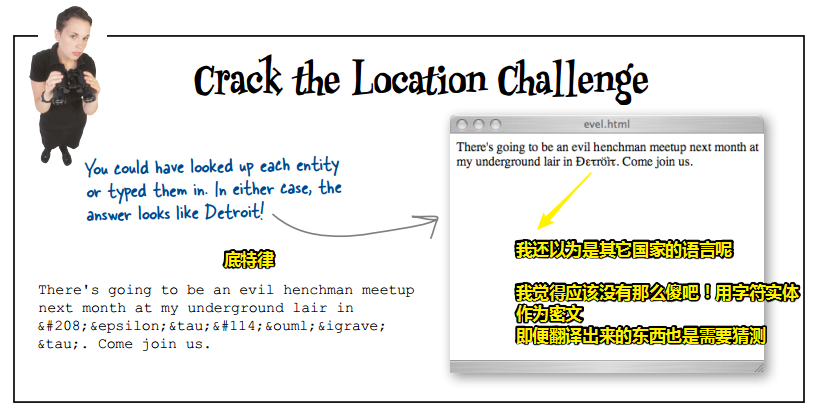 Crack the Location Challenge
evel.html
There's going to be an evil henchman meetup next month at
my underground lair in Ðετröìτ. Come join us.
You could have looked up each entity
or typed them in. In either case, the
answer looks like Detroit!
底特律
我还以为是其它国家的语言呢
There's going to be an evil henchman meetup
next month at my underground lair in
&#208;&epsilon;&tau;&#114;&ouml;&igrave;
&tau;. Come join us.
我觉得应该没有那么傻吧！用字符实体
作为密文
即便翻译出来的东西也是需要猜测